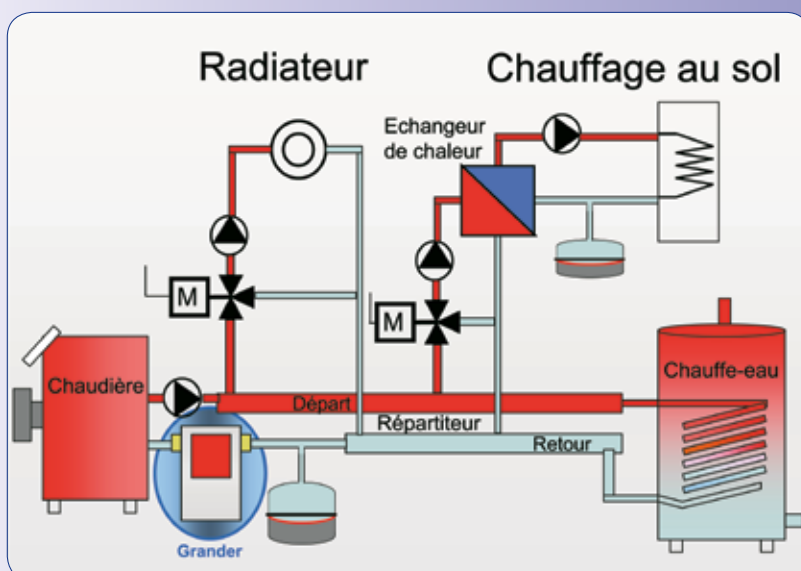 Radiateur
Chauffage au sol
Echangeur
de chaleur
M
M
Chaudière
Départ
Répartiteur
Retour
Chauffe-eau
Grander